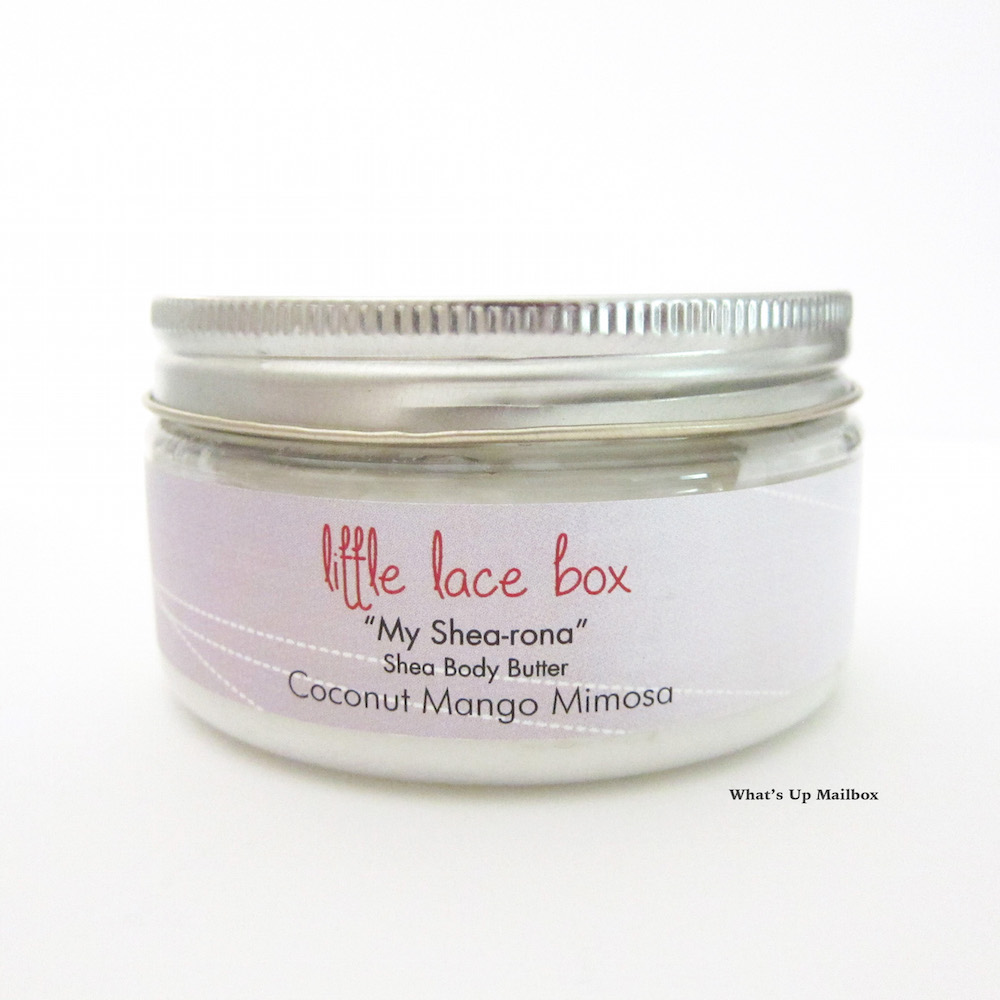 little lace box
“My Shea-rona”
Shea Body Butter
Coconut Mango Mimosa
What’s Up Mailbox